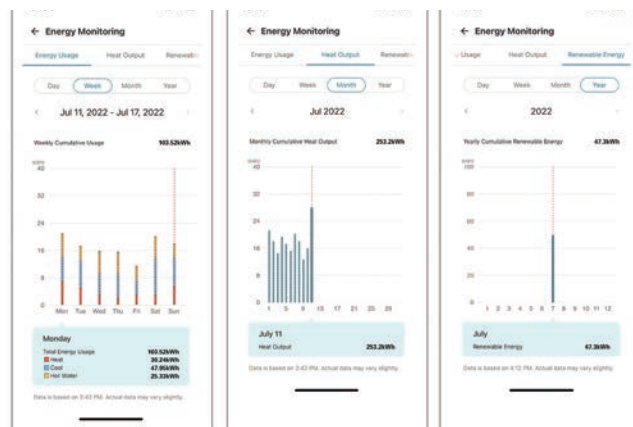 ← Energy Monitoring
Energy Usage Heat Output Renewabl
Day Week Month Year
< Jul 11, 2022 - Jul 17, 2022 >
Weekly Cumulative Usage 103.52kWh
40
32
24
16
8
0
Mon Tue Wed Thu Fri Sat Sun
Monday
Total Energy Usage 103.52kWh
Heat 30.24kWh
Cool 47.95kWh
Hot Water 25.33kWh
Data is based on 3:43 PM. Actual data may vary slightly.
← Energy Monitoring
Energy Usage Heat Output Renewabl
Day Week Month Year
< Jul 2022 >
Monthly Cumulative Heat Output 253.2kWh
40
32
24
16
8
0
1 5 9 13 17 21 25 29
July 11
Heat Output 253.2kWh
Data is based on 3:43 PM. Actual data may vary slightly.
← Energy Monitoring
y Usage Heat Output Renewable Energy
Day Week Month Year
< 2022 >
Yearly Cumulative Renewable Energy 47.3kWh
100
80
60
40
20
0
1 2 3 4 5 6 7 8 9 10 11 12
July
Renewable Energy 47.3kWh
Data is based on 4:12 PM. Actual data may vary slightly.